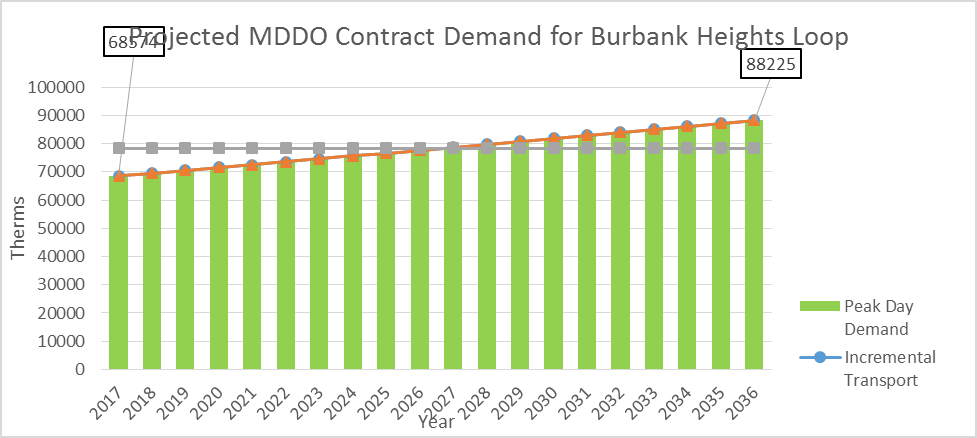 Projected MDDO Contract Demand for Burbank Heights Loop
68574
88225
100000
90000
80000
70000
60000
50000
40000
30000
20000
10000
0
Therms
2017 2018 2019 2020 2021 2022 2023 2024 2025 2026 2027 2028 2029 2030 2031 2032 2033 2034 2035 2036
Year
Peak Day
Demand
Incremental
Transport